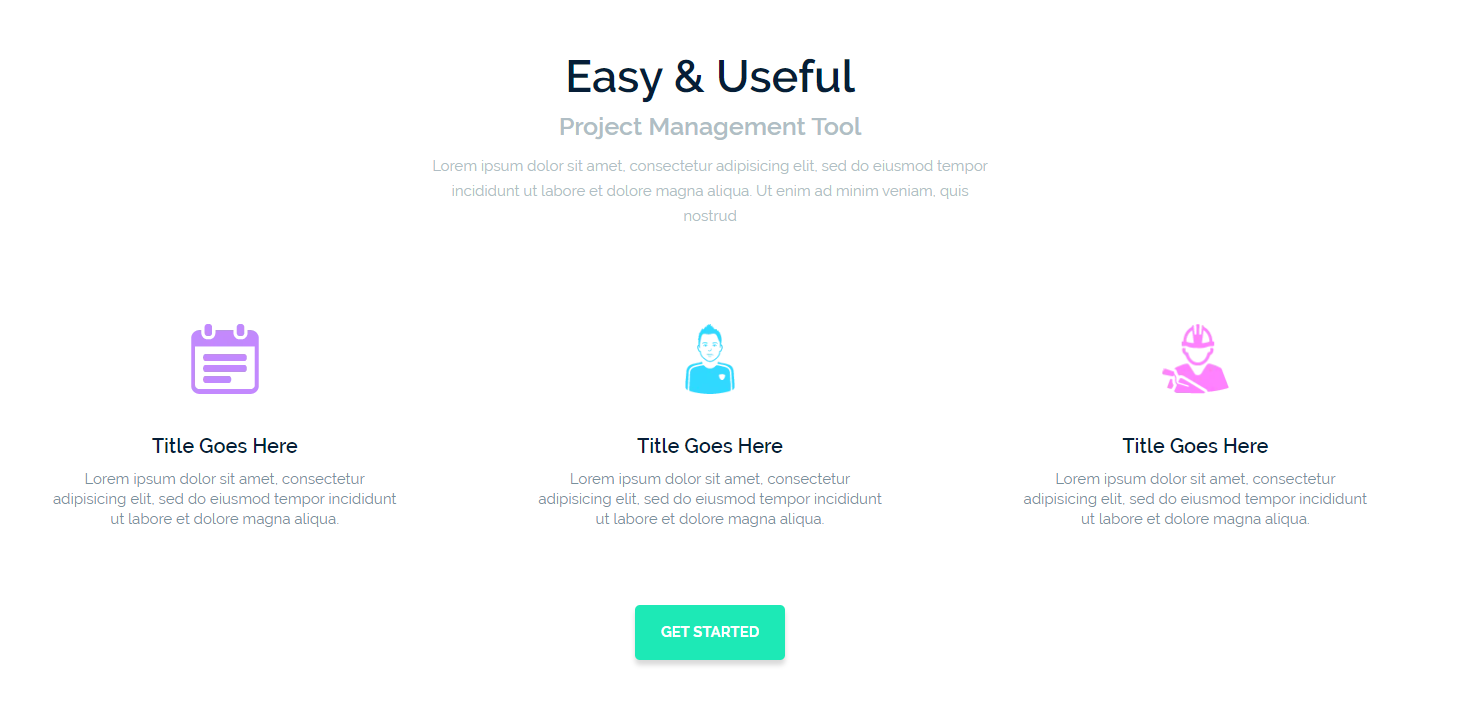 Easy & Useful
Project Management Tool
Lorem ipsum dolor sit amet, consectetur adipisicing elit, sed do eiusmod tempor
incididunt ut labore et dolore magna aliqua. Ut enim ad minim veniam, quis
nostrud
Title Goes Here
Lorem ipsum dolor sit amet, consectetur
adipisicing elit, sed do eiusmod tempor incididunt
ut labore et dolore magna aliqua.
Title Goes Here
Lorem ipsum dolor sit amet, consectetur
adipisicing elit, sed do eiusmod tempor incididunt
ut labore et dolore magna aliqua.
Title Goes Here
Lorem ipsum dolor sit amet, consectetur
adipisicing elit, sed do eiusmod tempor incididunt
ut labore et dolore magna aliqua.
GET STARTED